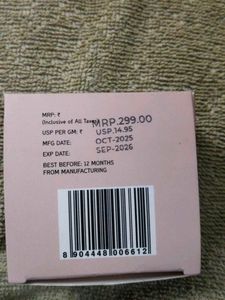 MRP: ₹ MRP.299.00
(Inclusive of All Taxes)
USP PER GM: ₹ USP.14.95
MFG DATE: OCT-2025
EXP DATE: SEP-2026
BEST BEFORE: 12 MONTHS
FROM MANUFACTURING
8 904448 006612